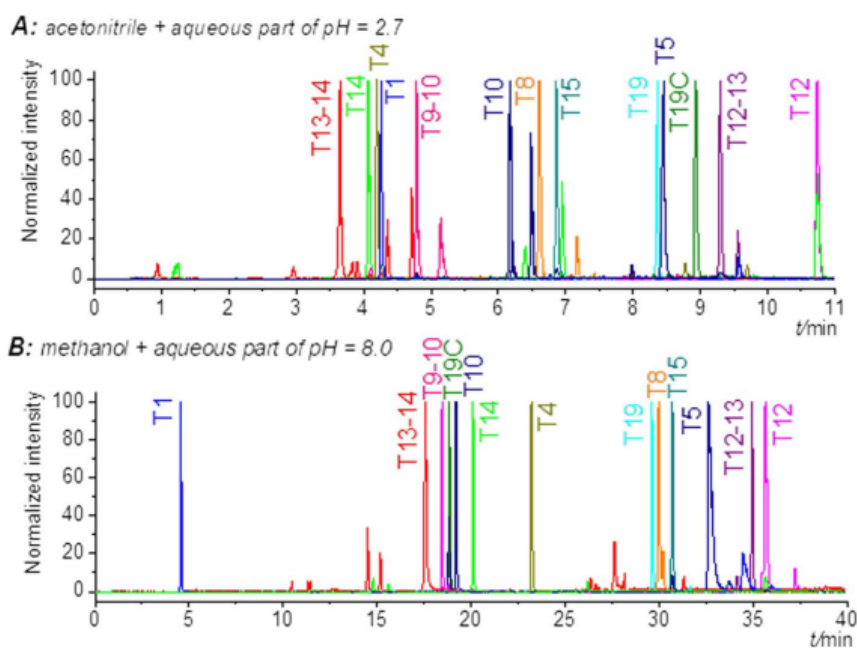 A: acetonitrile + aqueous part of pH = 2.7
Normalized intensity
100
80
60
40
20
0
T13-14
T14
T4
T1
T9-10
T10
T8
T15
T19
T5
T19C
T12-13
T12
0 1 2 3 4 5 6 7 8 9 10 11
t/min
B: methanol + aqueous part of pH = 8.0
Normalized intensity
100
80
60
40
20
0
T1
T13-14
T9-10
T19C
T10
T14
T4
T19
T8
T15
T5
T12-13
T12
0 5 10 15 20 25 30 35 40
t/min